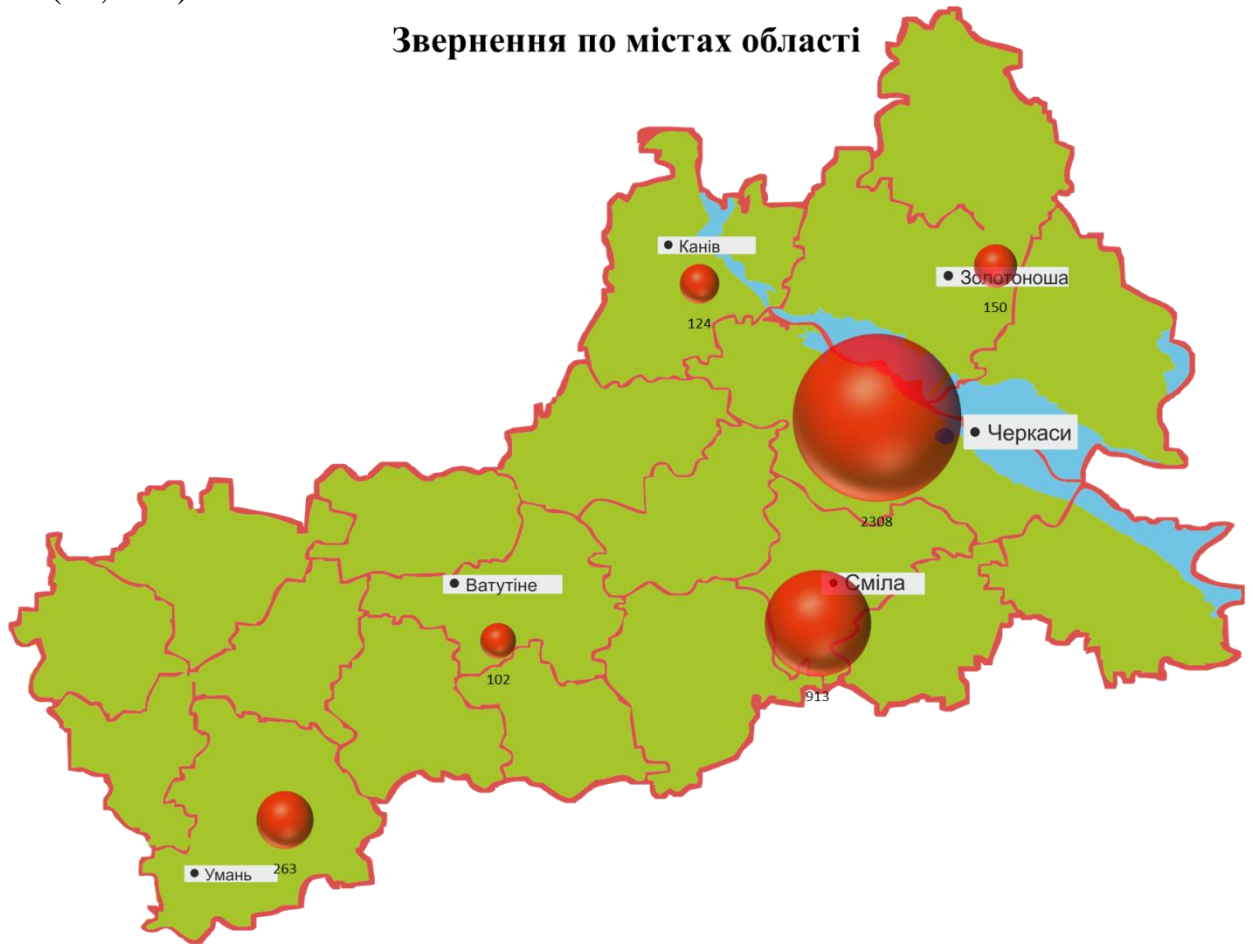 Звернення по містах області
Канів
124
Золотоноша
150
Черкаси
2308
Ватутіне
102
Сміла
913
Умань
263